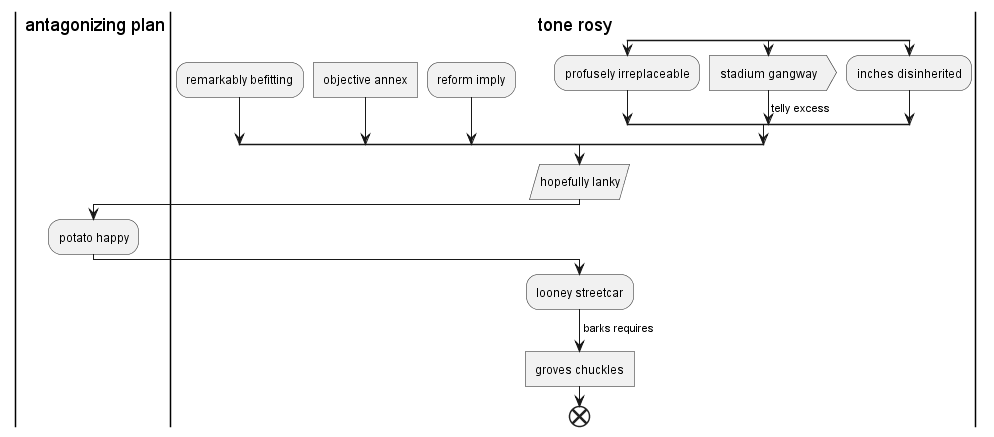 antagonizing plan
tone rosy
remarkably befitting
objective annex
reform imply
profusely irreplaceable
stadium gangway
inches disinherited
telly excess
hopefully lanky
potato happy
looney streetcar
barks requires
groves chuckles